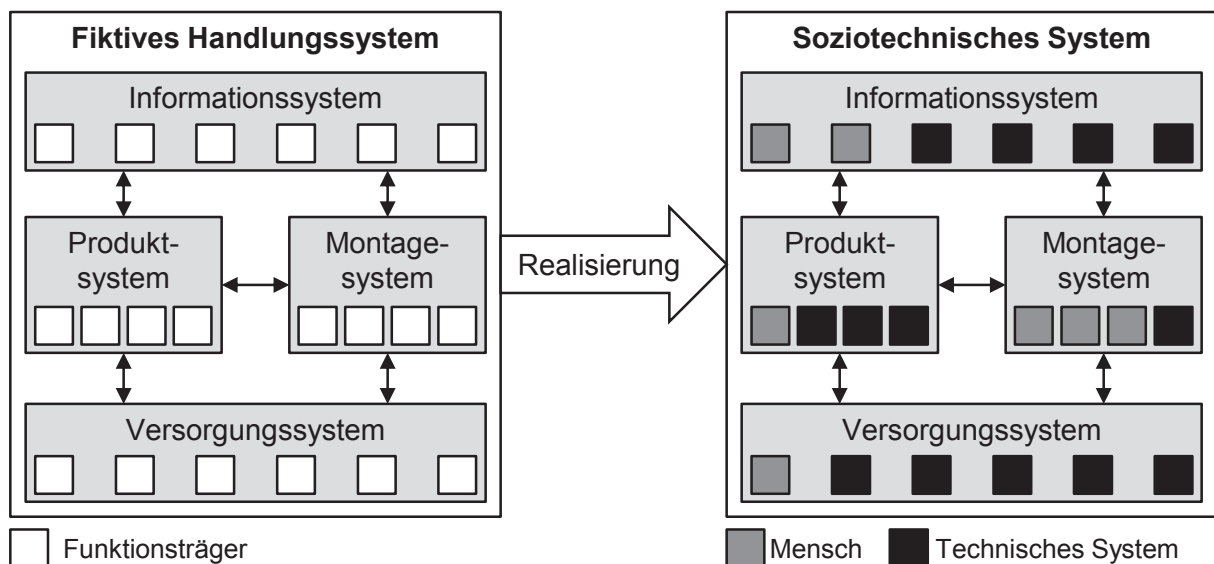 Fiktives Handlungssystem
Informationssystem
Produkt-
system
Montage-
system
Versorgungssystem
Funktionsträger
Realisierung
Soziotechnisches System
Informationssystem
Produkt-
system
Montage-
system
Versorgungssystem
Mensch
Technisches System